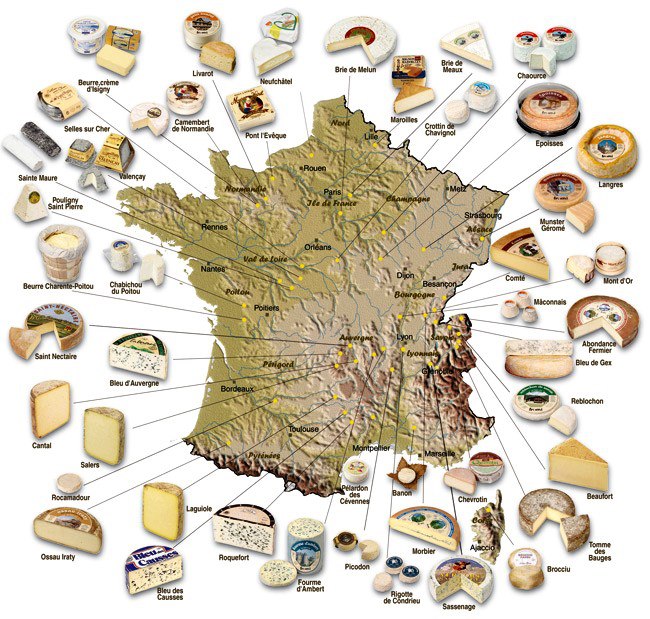 Beurre,crème
d'Isigny
Livarot
Neufchâtel
Brie de Melun
Brie de
Meaux
Chaource
Selles sur Cher
Camembert
de Normandie
Pont l'Evêque
Maroilles
Crottin de
Chavignol
Epoisses
Langres
Sainte Maure
Valençay
Pouligny
Saint Pierre
Munster
Géromé
Comté
Mont d'Or
Beurre Charente-Poitou
Chabichou
du Poitou
Mâconnais
Abondance
Fermier
Saint Nectaire
Bleu d'Auvergne
Bleu de Gex
Reblochon
Cantal
Salers
Beaufort
Rocamadour
Laguiole
Ossau Iraty
Bleu des
Causses
Roquefort
Fourme
d'Ambert
Pélardon
des
Cévennes
Picodon
Banon
Rigotte
de Condrieu
Morbier
Chevrotin
Sassenage
Brocciu
Tomme
des
Bauges
Nord
Lille
Rouen
Normandie
Paris
Ile de France
Champagne
Metz
Strasbourg
Alsace
Rennes
Orléans
Val de Loire
Nantes
Dijon
Besançon
Jura
Bourgogne
Poitou
Poitiers
Auvergne
Lyon
Lyonnais
Savoie
Grenoble
Périgord
Bordeaux
Toulouse
Pyrénées
Montpellier
Marseille
Ajaccio
Bleu des
Causses